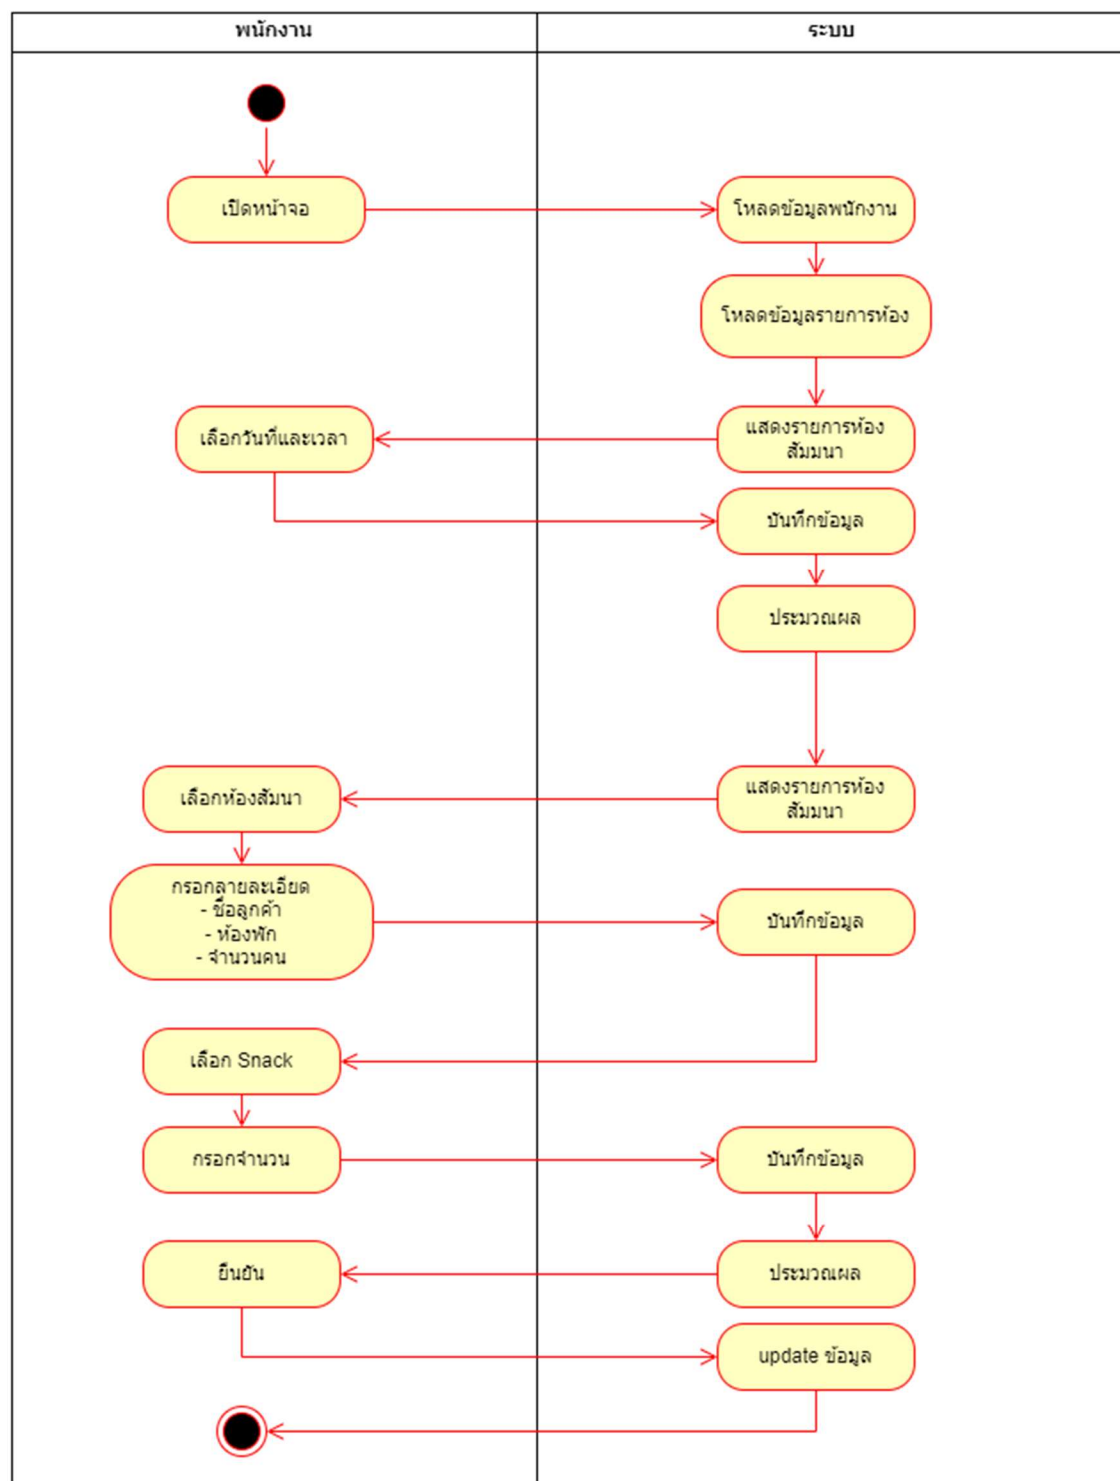 พนักงาน
ระบบ
เปิดหน้าจอ
โหลดข้อมูลพนักงาน
โหลดข้อมูลรายการห้อง
แสดงรายการห้อง
สัมมนา
เลือกวันที่และเวลา
บันทึกข้อมูล
ประมวณผล
แสดงรายการห้อง
สัมมนา
เลือกห้องสัมนา
กรอกลายละเอียด
- ชื่อลูกค้า
- ห้องพัก
- จำนวนคน
บันทึกข้อมูล
เลือก Snack
กรอกจำนวน
บันทึกข้อมูล
ประมวณผล
ยืนยัน
update ข้อมูล